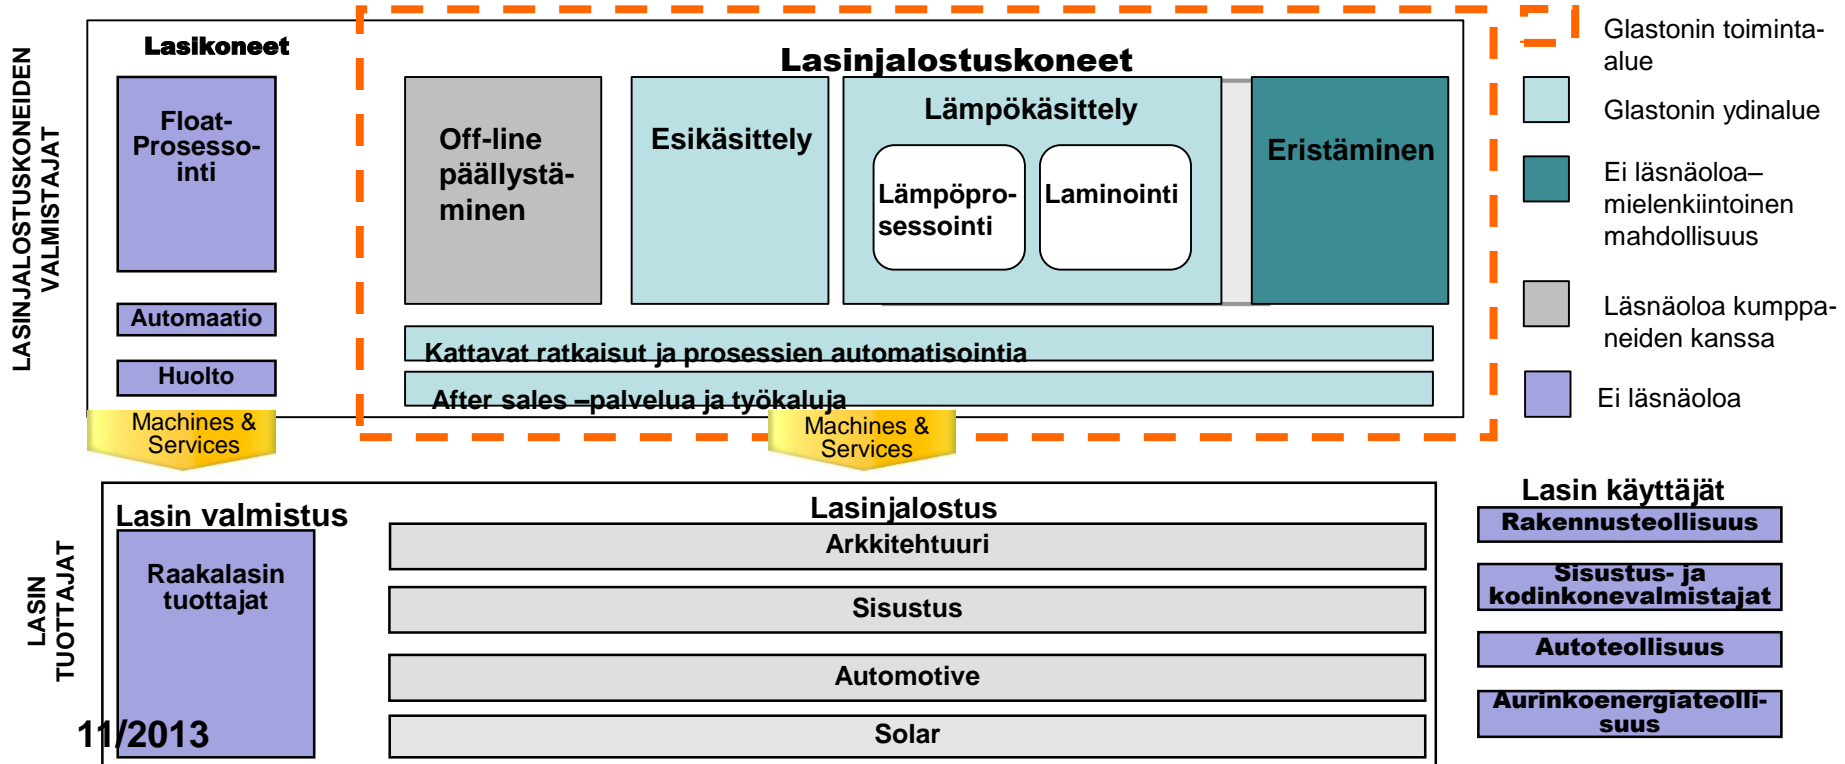 LASINJALOSTUSKONEIDEN
VALMISTAJAT
Lasikoneet
Float-
Prosesso-
inti
Automaatio
Huolto
Machines &
Services
Lasinjalostuskoneet
Off-line
päällystä-
minen
Esikäsittely
Lämpökäsittely
Lämpöpro-
sessointi
Laminointi
Eristäminen
Kattavat ratkaisut ja prosessien automatisointia
After sales –palvelua ja työkaluja
Machines &
Services
Glastonin toiminta-
alue
Glastonin ydinalue
Ei läsnäoloa–
mielenkiintoinen
mahdollisuus
Läsnäoloa kumppa-
neiden kanssa
Ei läsnäoloa
LASIN
TUOTTAJAT
Lasin valmistus
Raakalasin
tuottajat
Lasinjalostus
Arkkitehtuuri
Sisustus
Automotive
Solar
Lasin käyttäjät
Rakennusteollisuus
Sisustus- ja
kodinkonevalmistajat
Autoteollisuus
Aurinkoenergiateolli-
suus
11/2013